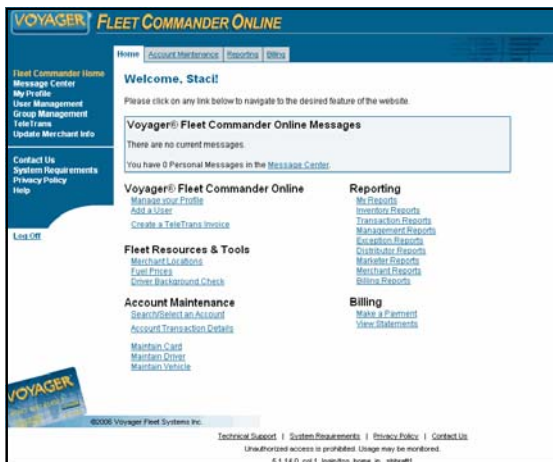 VOYAGER FLEET COMMANDER ONLINE
Home Account Maintenance Reporting Billing
Fleet Commander Home
Message Center
My Profile
User Management
Group Management
TeleTrans
Update Merchant Info
Contact Us
System Requirements
Privacy Policy
Help
Log Off
Welcome, Staci!
Please click on any link below to navigate to the desired feature of the website.
Voyager® Fleet Commander Online Messages
There are no current messages.
You have 0 Personal Messages in the Message Center.
Voyager® Fleet Commander Online
Manage your Profile
Add a User
Create a TeleTrans Invoice
Fleet Resources & Tools
Merchant Locations
Fuel Prices
Driver Background Check
Account Maintenance
Search/Select an Account
Account Transaction Details
Maintain Card
Maintain Driver
Maintain Vehicle
Reporting
My Reports
Inventory Reports
Transaction Reports
Management Reports
Exception Reports
Distributor Reports
Marketer Reports
Merchant Reports
Billing Reports
Billing
Make a Payment
View Statements
VOYAGER
©2006 Voyager Fleet Systems Inc.
Technical Support | System Requirements | Privacy Policy | Contact Us
Unauthorized access is prohibited. Usage may be monitored.